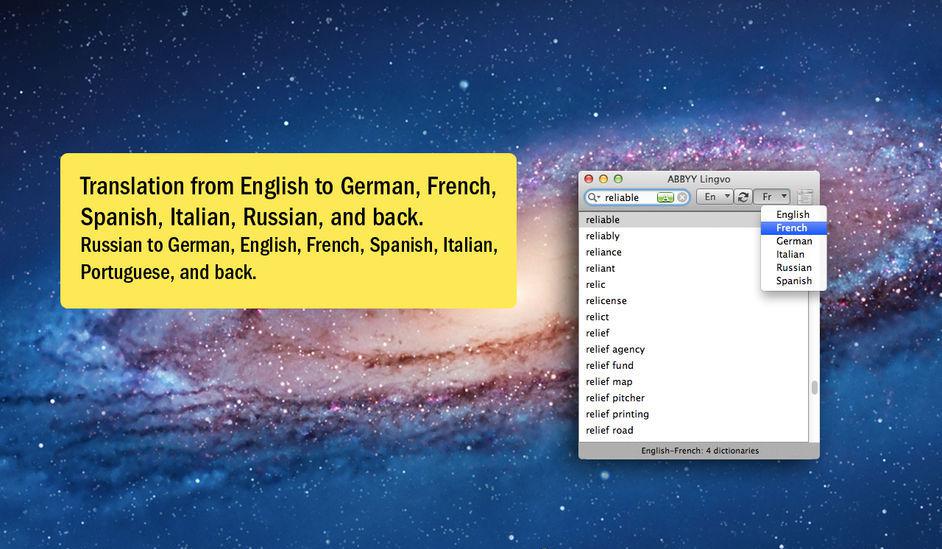 Translation from English to German, French,
Spanish, Italian, Russian, and back.
Russian to German, English, French, Spanish, Italian,
Portuguese, and back.
ABBYY Lingvo
reliable En Fr
reliable
reliably
reliance
reliant
relic
relicense
relict
relief
relief agency
relief fund
relief map
relief pitcher
relief printing
relief road
English
French
German
Italian
Russian
Spanish
English-French: 4 dictionaries